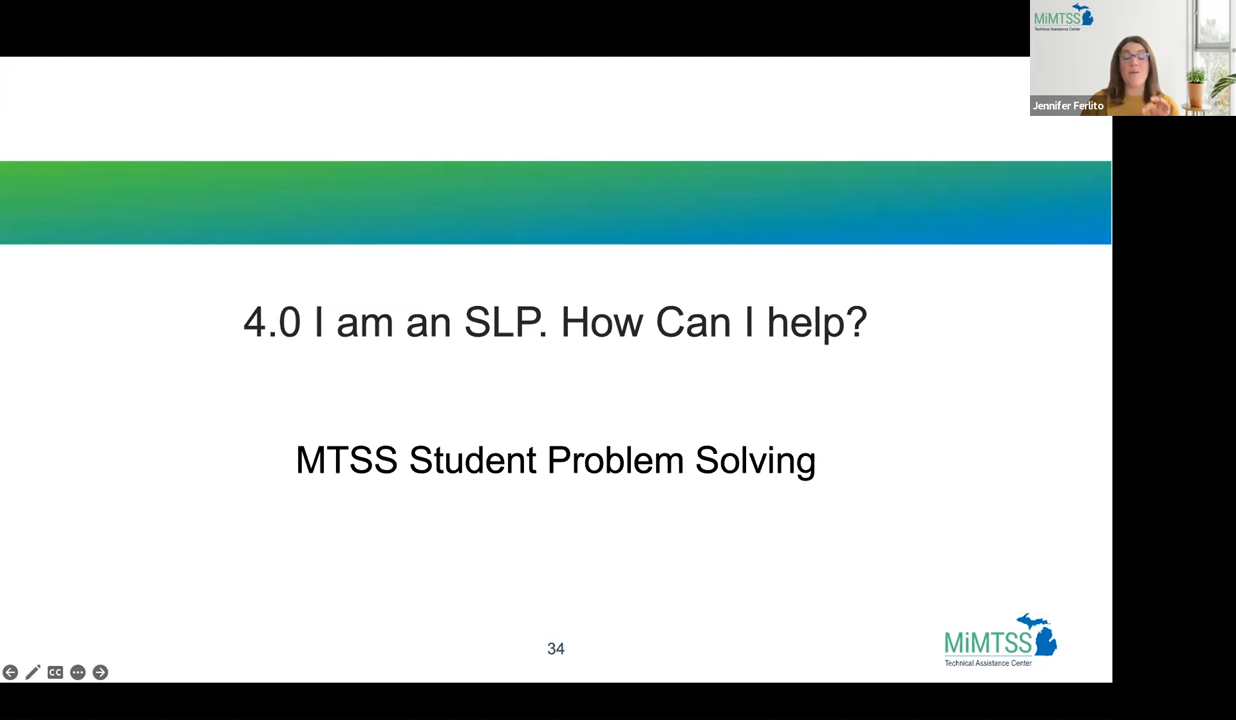 MiMTSS
Technical Assistance Center
Jennifer Ferlito
4.0 I am an SLP. How Can I help?
MTSS Student Problem Solving
34
MiMTSS
Technical Assistance Center
CC